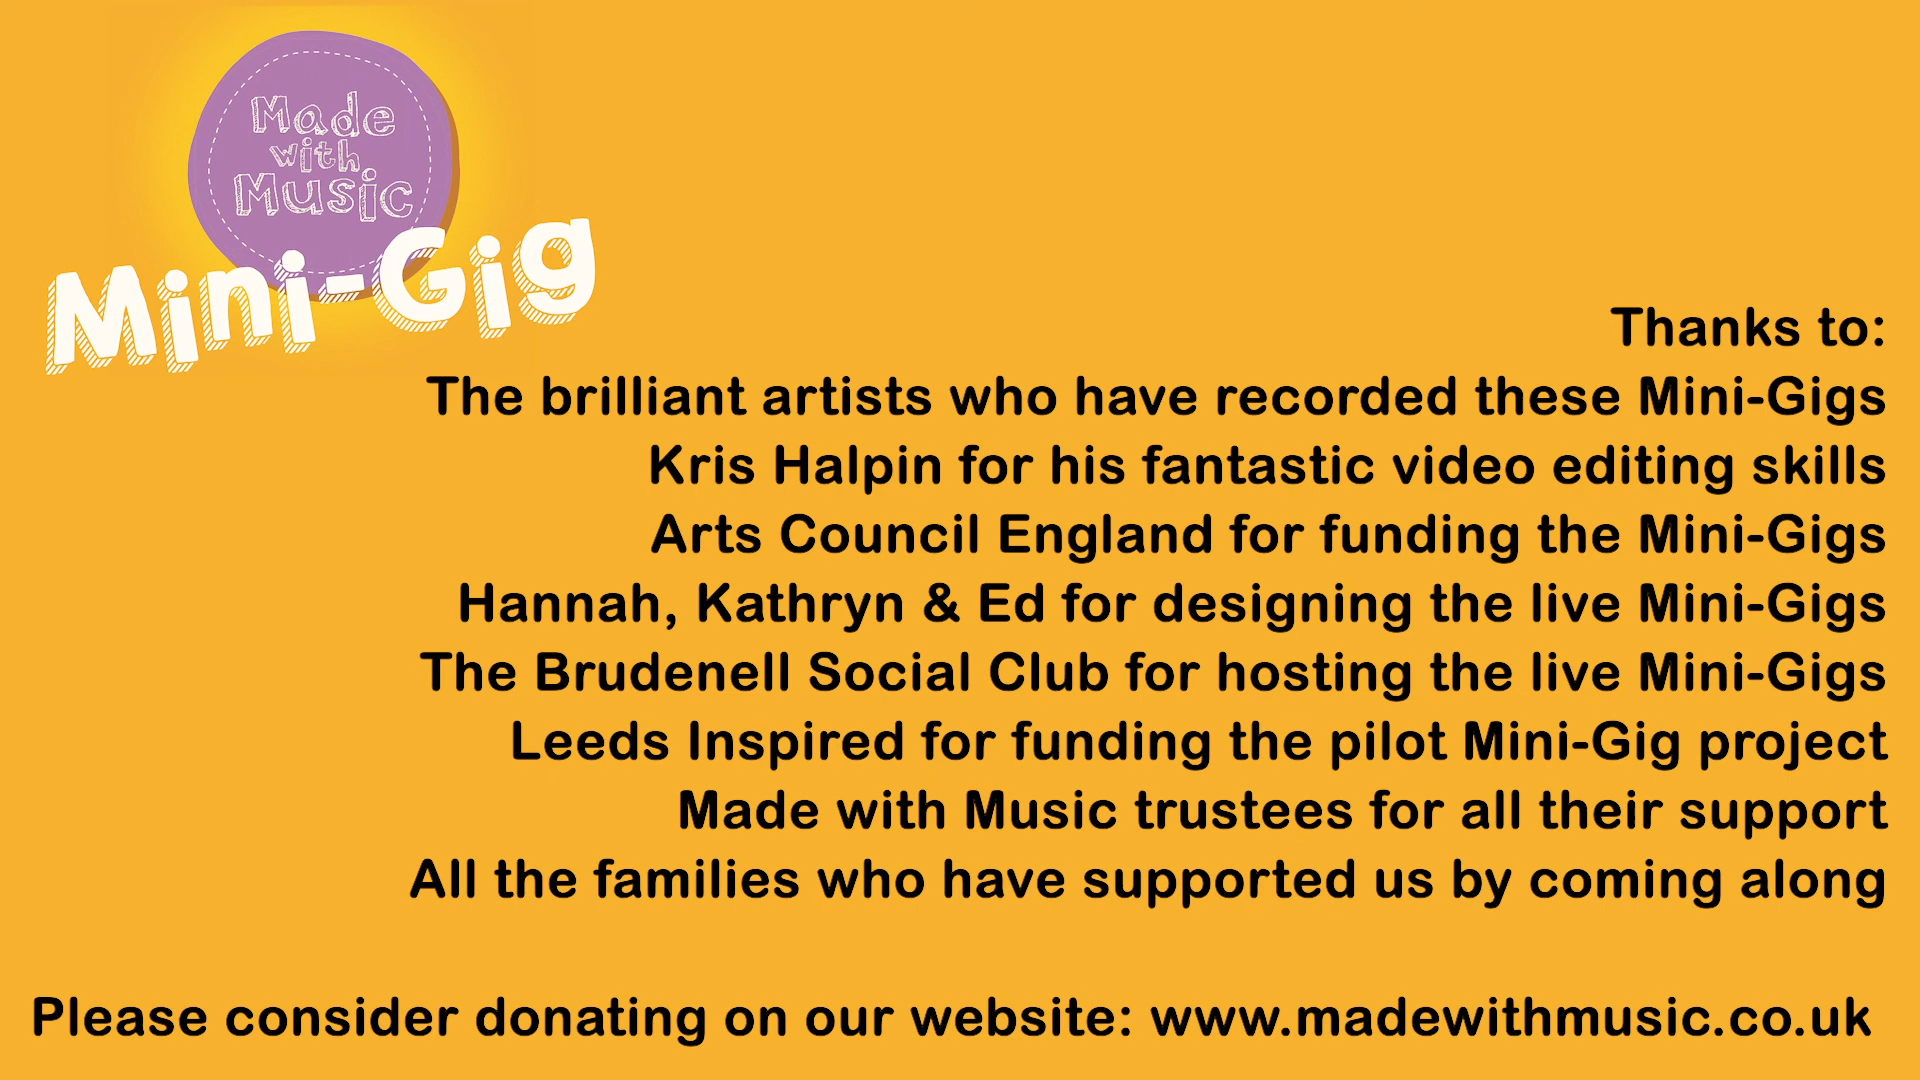 Made
with
Music
Mini-Gig
Thanks to:
The brilliant artists who have recorded these Mini-Gigs
Kris Halpin for his fantastic video editing skills
Arts Council England for funding the Mini-Gigs
Hannah, Kathryn & Ed for designing the live Mini-Gigs
The Brudenell Social Club for hosting the live Mini-Gigs
Leeds Inspired for funding the pilot Mini-Gig project
Made with Music trustees for all their support
All the families who have supported us by coming along
Please consider donating on our website: www.madewithmusic.co.uk